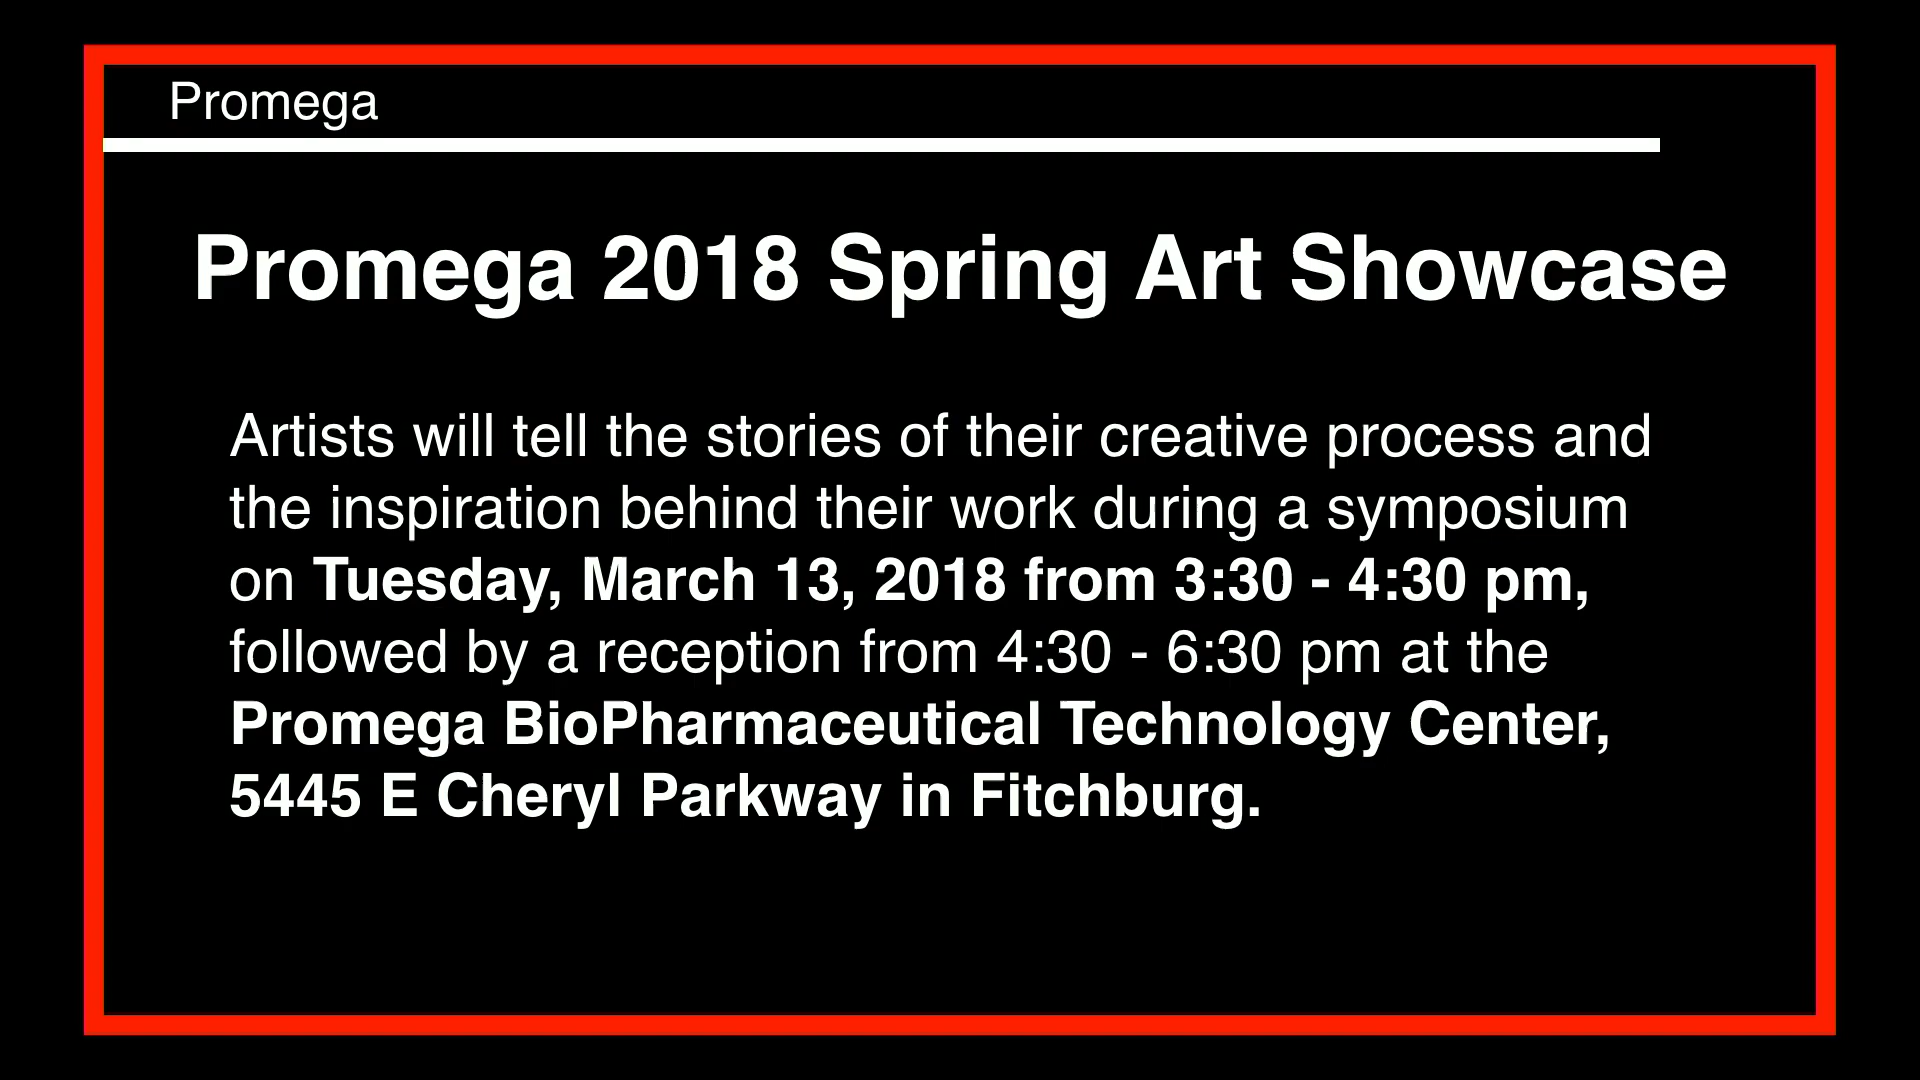 Promega
Promega 2018 Spring Art Showcase
Artists will tell the stories of their creative process and
the inspiration behind their work during a symposium
on Tuesday, March 13, 2018 from 3:30 - 4:30 pm,
followed by a reception from 4:30 - 6:30 pm at the
Promega BioPharmaceutical Technology Center,
5445 E Cheryl Parkway in Fitchburg.